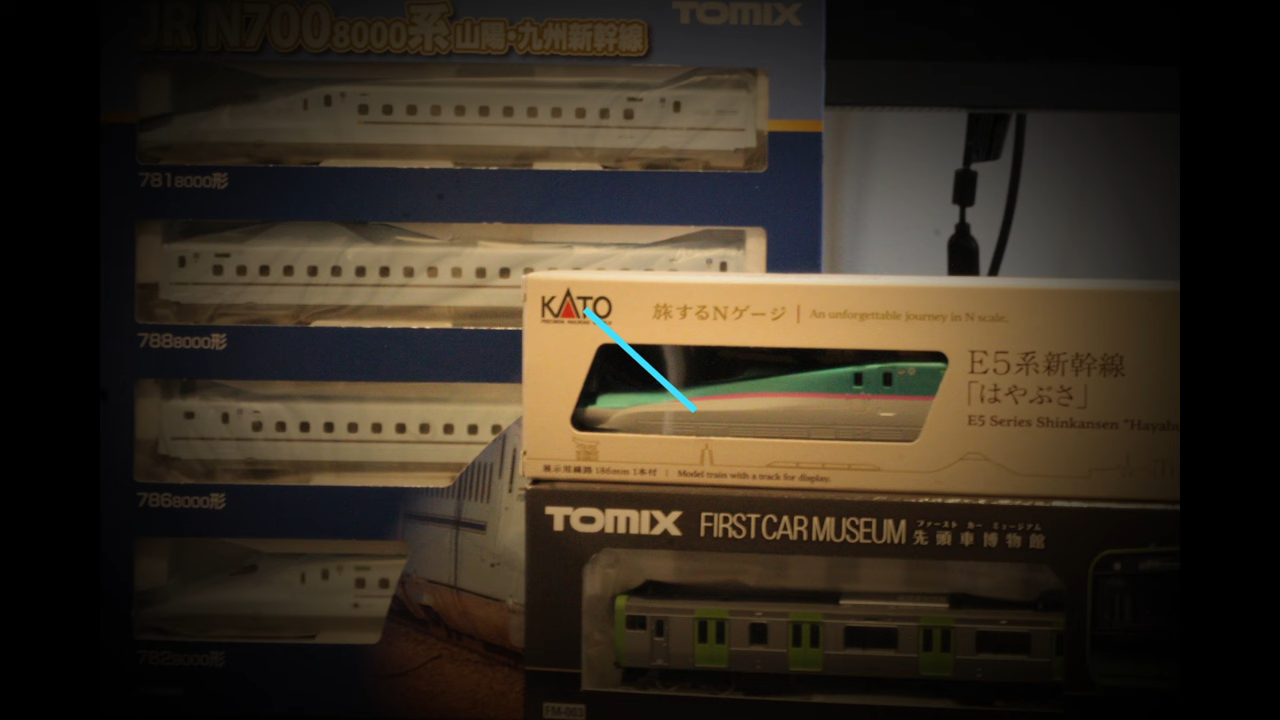 JR N700 8000系 山陽・九州新幹線
TOMIX
781 8000形
788 8000形
786 8000形
782 8000形
KATO
旅するNゲージ | An unforgettable journey in N scale.
E5系新幹線
「はやぶさ」
E5 Series Shinkansen "Hayabu
展示用線路 186mm 1本付 | Model train with a track for display.
TOMIX FIRST CAR MUSEUM
ファースト カー ミュージアム
先頭車博物館
FM-003